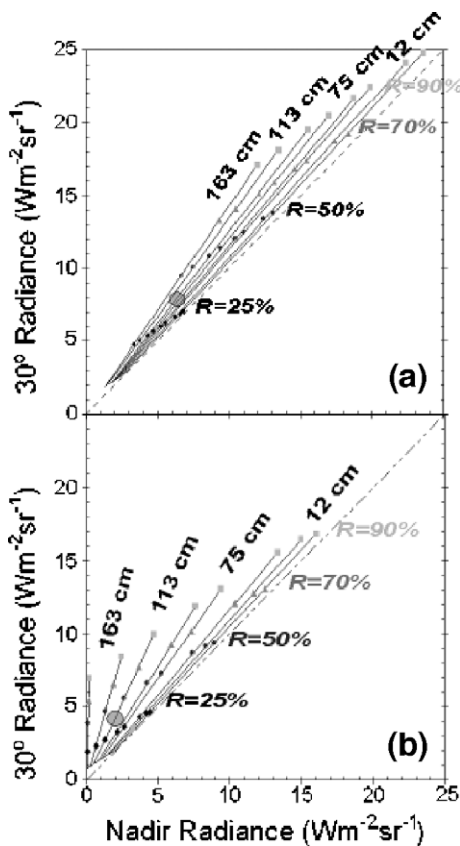 25
20
15
10
5
0
30º Radiance (Wm⁻²sr⁻¹)
163 cm
113 cm
75 cm
12 cm
R=90%
R=70%
R=50%
R=25%
(a)
20
15
10
5
0
30º Radiance (Wm⁻²sr⁻¹)
163 cm
113 cm
75 cm
12 cm
R=90%
R=70%
R=50%
R=25%
(b)
0 5 10 15 20 25
Nadir Radiance (Wm⁻²sr⁻¹)